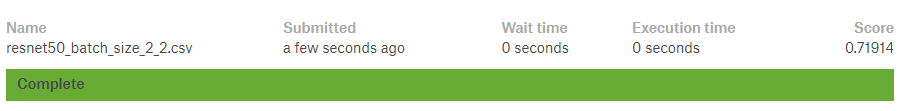 Name Submitted Wait time Execution time Score
resnet50_batch_size_2_2.csv a few seconds ago 0 seconds 0 seconds 0.71914
Complete